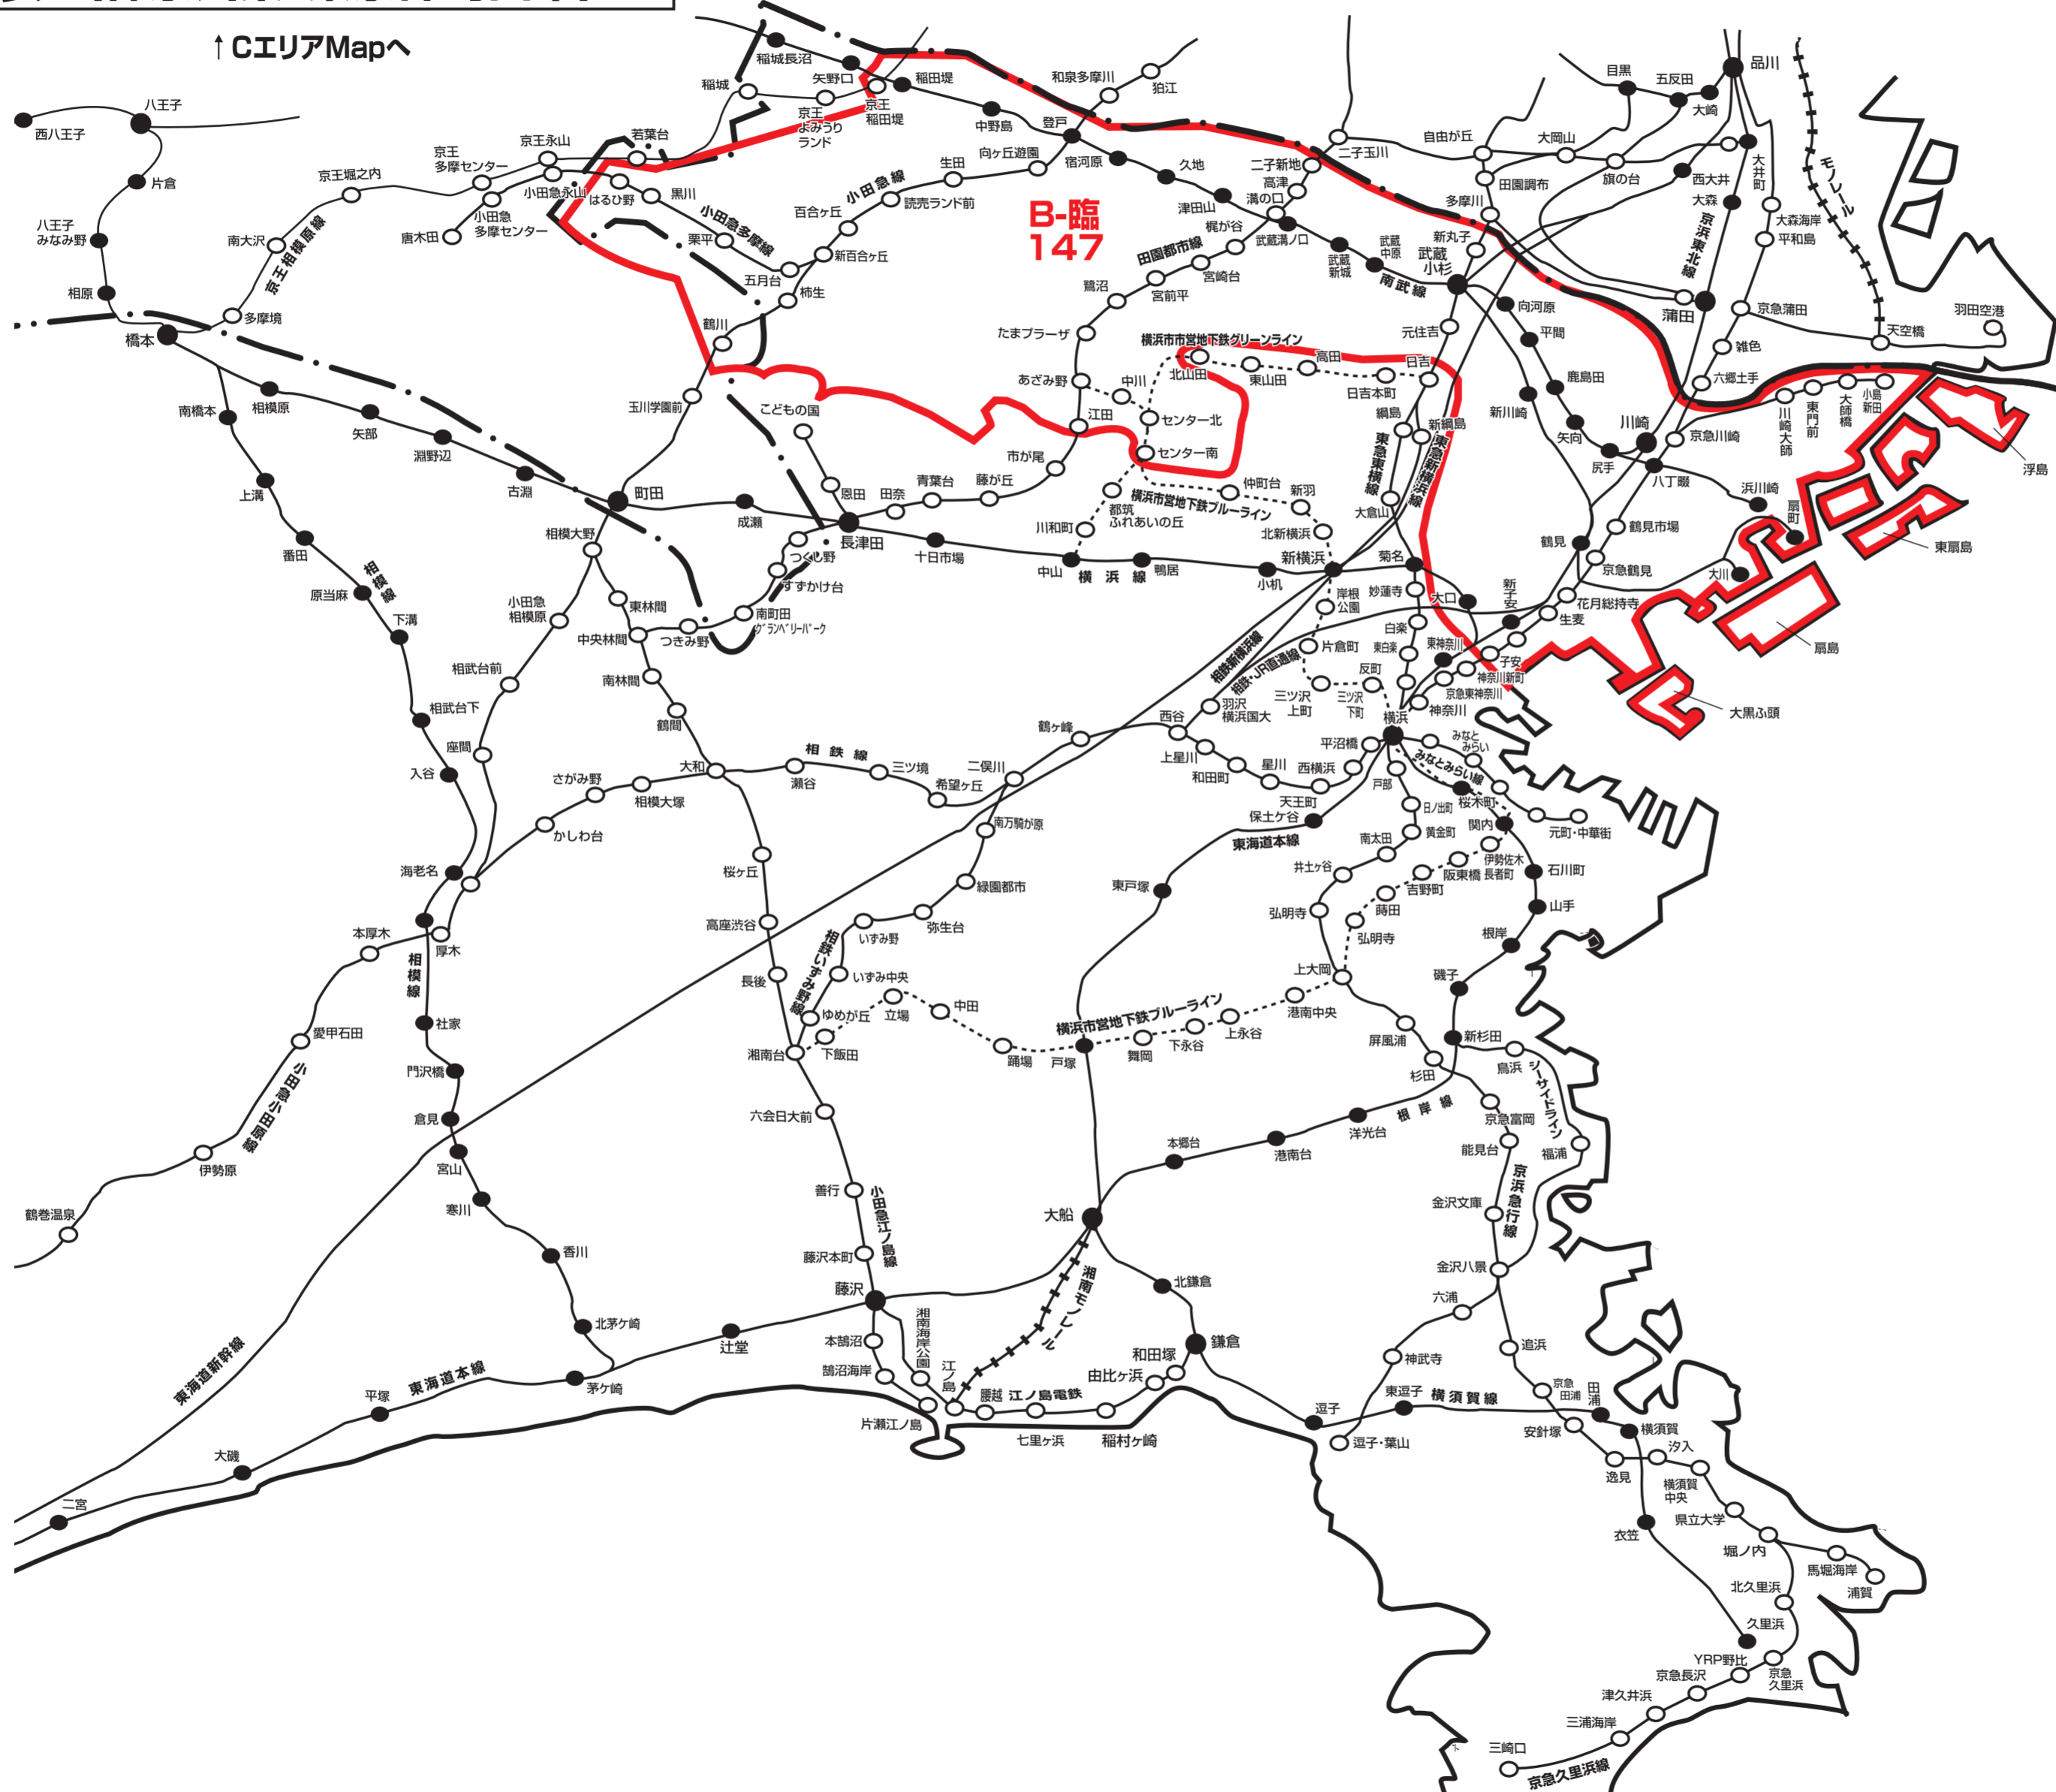 ↑CエリアMapへ
稲城長沼
矢野口
稲田堤
稲城
京王
よみうり
ランド
京王
稲田堤
和泉多摩川
狛江
中野島
登戸
宿河原
久地
向ヶ丘遊園
生田
読売ランド前
小田急線
百合ヶ丘
新百合ヶ丘
津田山
武蔵溝ノ口
武蔵
新城
武蔵
中原
武蔵
小杉
南武線
二子玉川
二子新地
高津
溝の口
梶が谷
宮崎台
宮前平
鷺沼
たまプラーザ
あざみ野
江田
市が尾
藤が丘
青葉台
田奈
長津田
田園都市線
B-臨
147
目黒
五反田
大崎
品川
自由が丘
大岡山
旗の台
大井町
西大井
大森
大森海岸
平和島
モノレール
田園調布
多摩川
新丸子
京浜東北線
蒲田
京急蒲田
天空橋
羽田空港
雑色
六郷土手
元住吉
向河原
平間
鹿島田
新川崎
矢向
尻手
川崎
京急川崎
川崎大師
東門前
大師橋
小島
新田
浮島
八丁畷
浜川崎
扇町
東扇島
鶴見市場
京急鶴見
鶴見
大川
扇島
大黒ふ頭
花月総持寺
生麦
新子安
子安
神奈川新町
京急東神奈川
神奈川
東神奈川
大口
八王子
西八王子
片倉
八王子
みなみ野
相原
橋本
京王堀之内
京王
多摩センター
京王永山
若葉台
小田急永山
はるひ野
黒川
小田急多摩線
栗平
五月台
小田急
多摩センター
唐木田
南大沢
京王相模原線
多摩境
柿生
鶴川
玉川学園前
町田
南橋本
相模原
矢部
淵野辺
古淵
上溝
番田
原当麻
相模線
下溝
相武台下
入谷
成瀬
こどもの国
恩田
つくし野
すずかけ台
南町田
グランベリーパーク
つきみ野
中央林間
東林間
相模大野
小田急
相模原
相武台前
座間
海老名
南林間
鶴間
大和
十日市場
中山
横浜線
鴨居
小机
新横浜
菊名
横浜市市営地下鉄グリーンライン
北山田
東山田
高田
日吉本町
日吉
中川
センター北
センター南
都筑
ふれあいの丘
川和町
横浜市営地下鉄ブルーライン
仲町台
新羽
北新横浜
岸根
公園
片倉町
三ツ沢
上町
三ツ沢
下町
綱島
新綱島
東急東横線
東急新横浜線
大倉山
妙蓮寺
白楽
東白楽
反町
横浜
相鉄新横浜線
相鉄・JR直通線
羽沢
横浜国大
西谷
鶴ヶ峰
上星川
和田町
星川
天王町
西横浜
平沼橋
保土ケ谷
東海道本線
東戸塚
二俣川
希望ヶ丘
三ツ境
瀬谷
相鉄線
相模大塚
さがみ野
かしわ台
南万騎が原
緑園都市
弥生台
いずみ野
相鉄いずみ野線
いずみ中央
ゆめが丘
湘南台
みなと
みらい
みなとみらい線
桜木町
元町・中華街
関内
石川町
山手
根岸
磯子
新杉田
戸部
日ノ出町
黄金町
南太田
井土ヶ谷
弘明寺
上大岡
屏風浦
杉田
伊勢佐木
長者町
阪東橋
吉野町
蒔田
弘明寺
港南中央
上永谷
下永谷
舞岡
横浜市営地下鉄ブルーライン
戸塚
踊場
中田
立場
下飯田
桜ヶ丘
高座渋谷
長後
六会日大前
善行
藤沢本町
小田急江ノ島線
藤沢
本鵠沼
鵠沼海岸
片瀬江ノ島
厚木
本厚木
愛甲石田
小田急小田原線
伊勢原
鶴巻温泉
相模線
社家
門沢橋
倉見
宮山
寒川
香川
北茅ケ崎
茅ケ崎
辻堂
東海道新幹線
東海道本線
平塚
大磯
二宮
大船
本郷台
港南台
洋光台
根岸線
湘南モノレール
湘南海岸公園
江ノ島
腰越
江ノ島電鉄
七里ヶ浜
稲村ヶ崎
由比ヶ浜
和田塚
北鎌倉
鎌倉
逗子
東逗子
横須賀線
逗子・葉山
神武寺
六浦
鳥浜
シーサイドライン
福浦
京急富岡
能見台
京浜急行線
金沢文庫
金沢八景
追浜
京急
田浦
田浦
安針塚
横須賀
逸見
汐入
横須賀
中央
県立大学
堀ノ内
馬堀海岸
浦賀
北久里浜
久里浜
衣笠
京急
久里浜
YRP野比
京急長沢
津久井浜
三浦海岸
三崎口
京急久里浜線